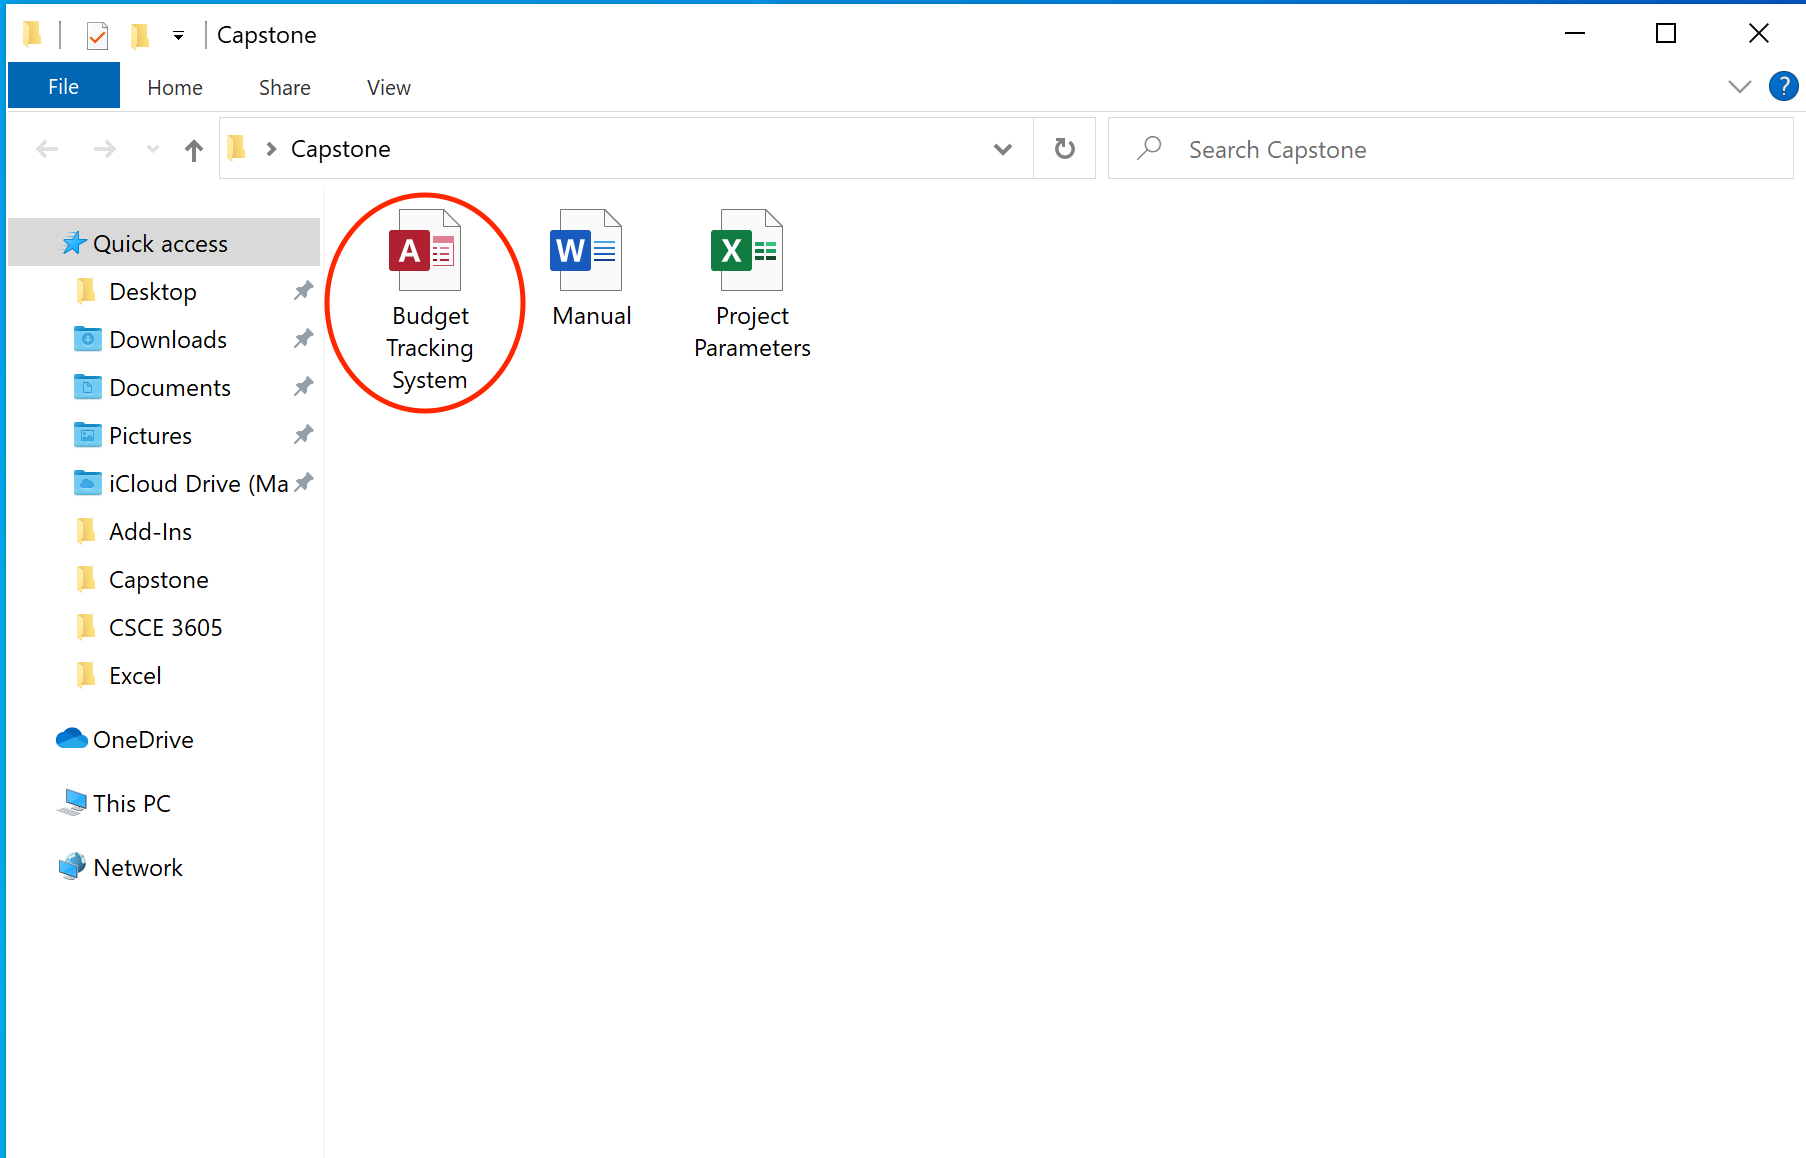 Capstone
File Home Share View
?
Capstone
Search Capstone
Quick access
Desktop
Downloads
Documents
Pictures
iCloud Drive (Ma
Add-Ins
Capstone
CSCE 3605
Excel
OneDrive
This PC
Network
A
Budget
Tracking
System
W
Manual
X
Project
Parameters